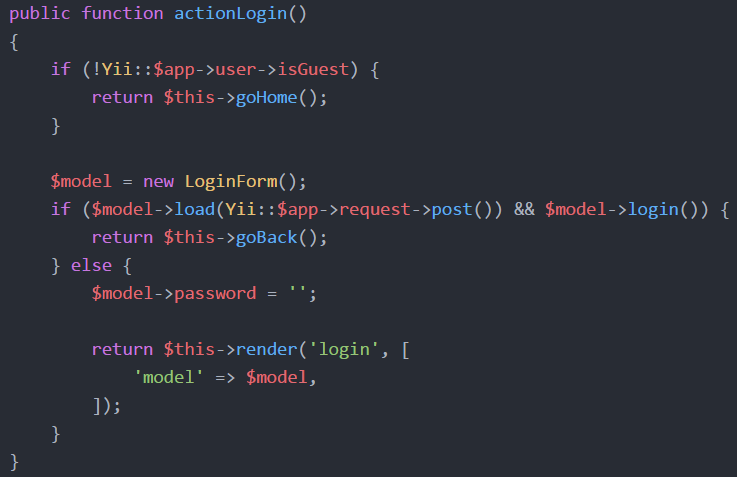 public function actionLogin()
{
    if (!Yii::$app->user->isGuest) {
        return $this->goHome();
    }

    $model = new LoginForm();
    if ($model->load(Yii::$app->request->post()) && $model->login()) {
        return $this->goBack();
    } else {
        $model->password = '';

        return $this->render('login', [
            'model' => $model,
        ]);
    }
}